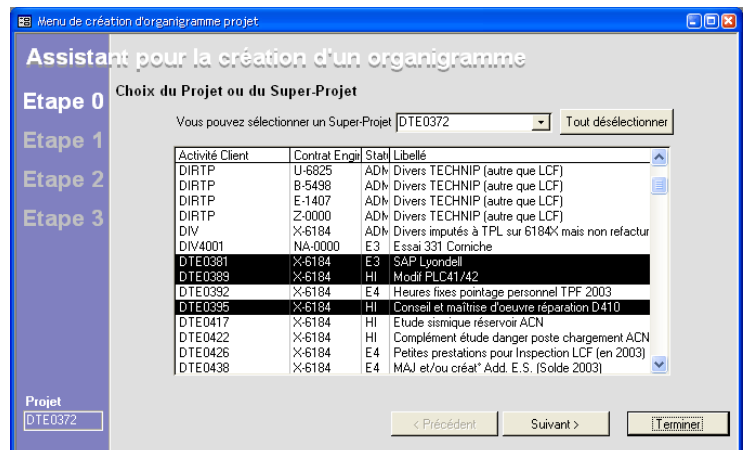 Menu de création d'organigramme projet
Assistant pour la création d'un organigramme
Etape 0
Choix du Projet ou du Super-Projet
Vous pouvez sélectionner un Super-Projet DTE0372 Tout désélectionner
Etape 1
Etape 2
Etape 3
Activité Client Contrat Engir Statu Libellé
DIRTP U-6825 ADM Divers TECHNIP (autre que LCF)
DIRTP B-5498 ADM Divers TECHNIP (autre que LCF)
DIRTP E-1407 ADM Divers TECHNIP (autre que LCF)
DIRTP Z-0000 ADM Divers TECHNIP (autre que LCF)
DIV X-6184 ADM Divers imputés à TPL sur 6184X mais non refactur
DIV4001 NA-0000 E3 Essai 331 Corniche
DTE0381 X-6184 E3 SAP Lyondell
DTE0389 X-6184 HI Modif PLC41/42
DTE0392 X-6184 E4 Heures fixes pointage personnel TPF 2003
DTE0395 X-6184 HI Conseil et maîtrise d'oeuvre réparation D410
DTE0417 X-6184 HI Etude sismique réservoir ACN
DTE0422 X-6184 HI Complément étude danger poste chargement ACN
DTE0426 X-6184 E4 Petites prestations pour Inspection LCF (en 2003)
DTE0438 X-6184 E4 MAJ et/ou créat° Add. E.S. (Solde 2003)
Projet
DTE0372
< Précédent Suivant > Terminer